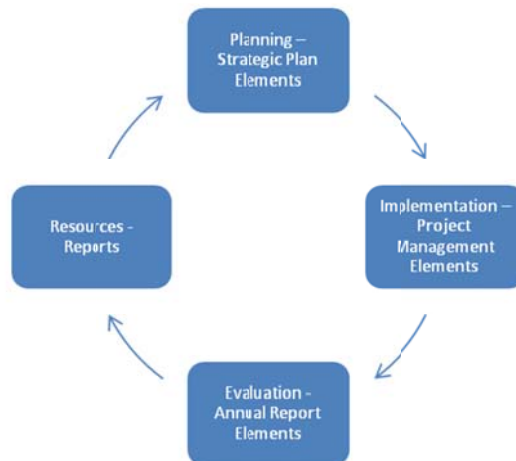 Planning –
Strategic Plan
Elements
Implementation –
Project
Management
Elements
Evaluation -
Annual Report
Elements
Resources -
Reports